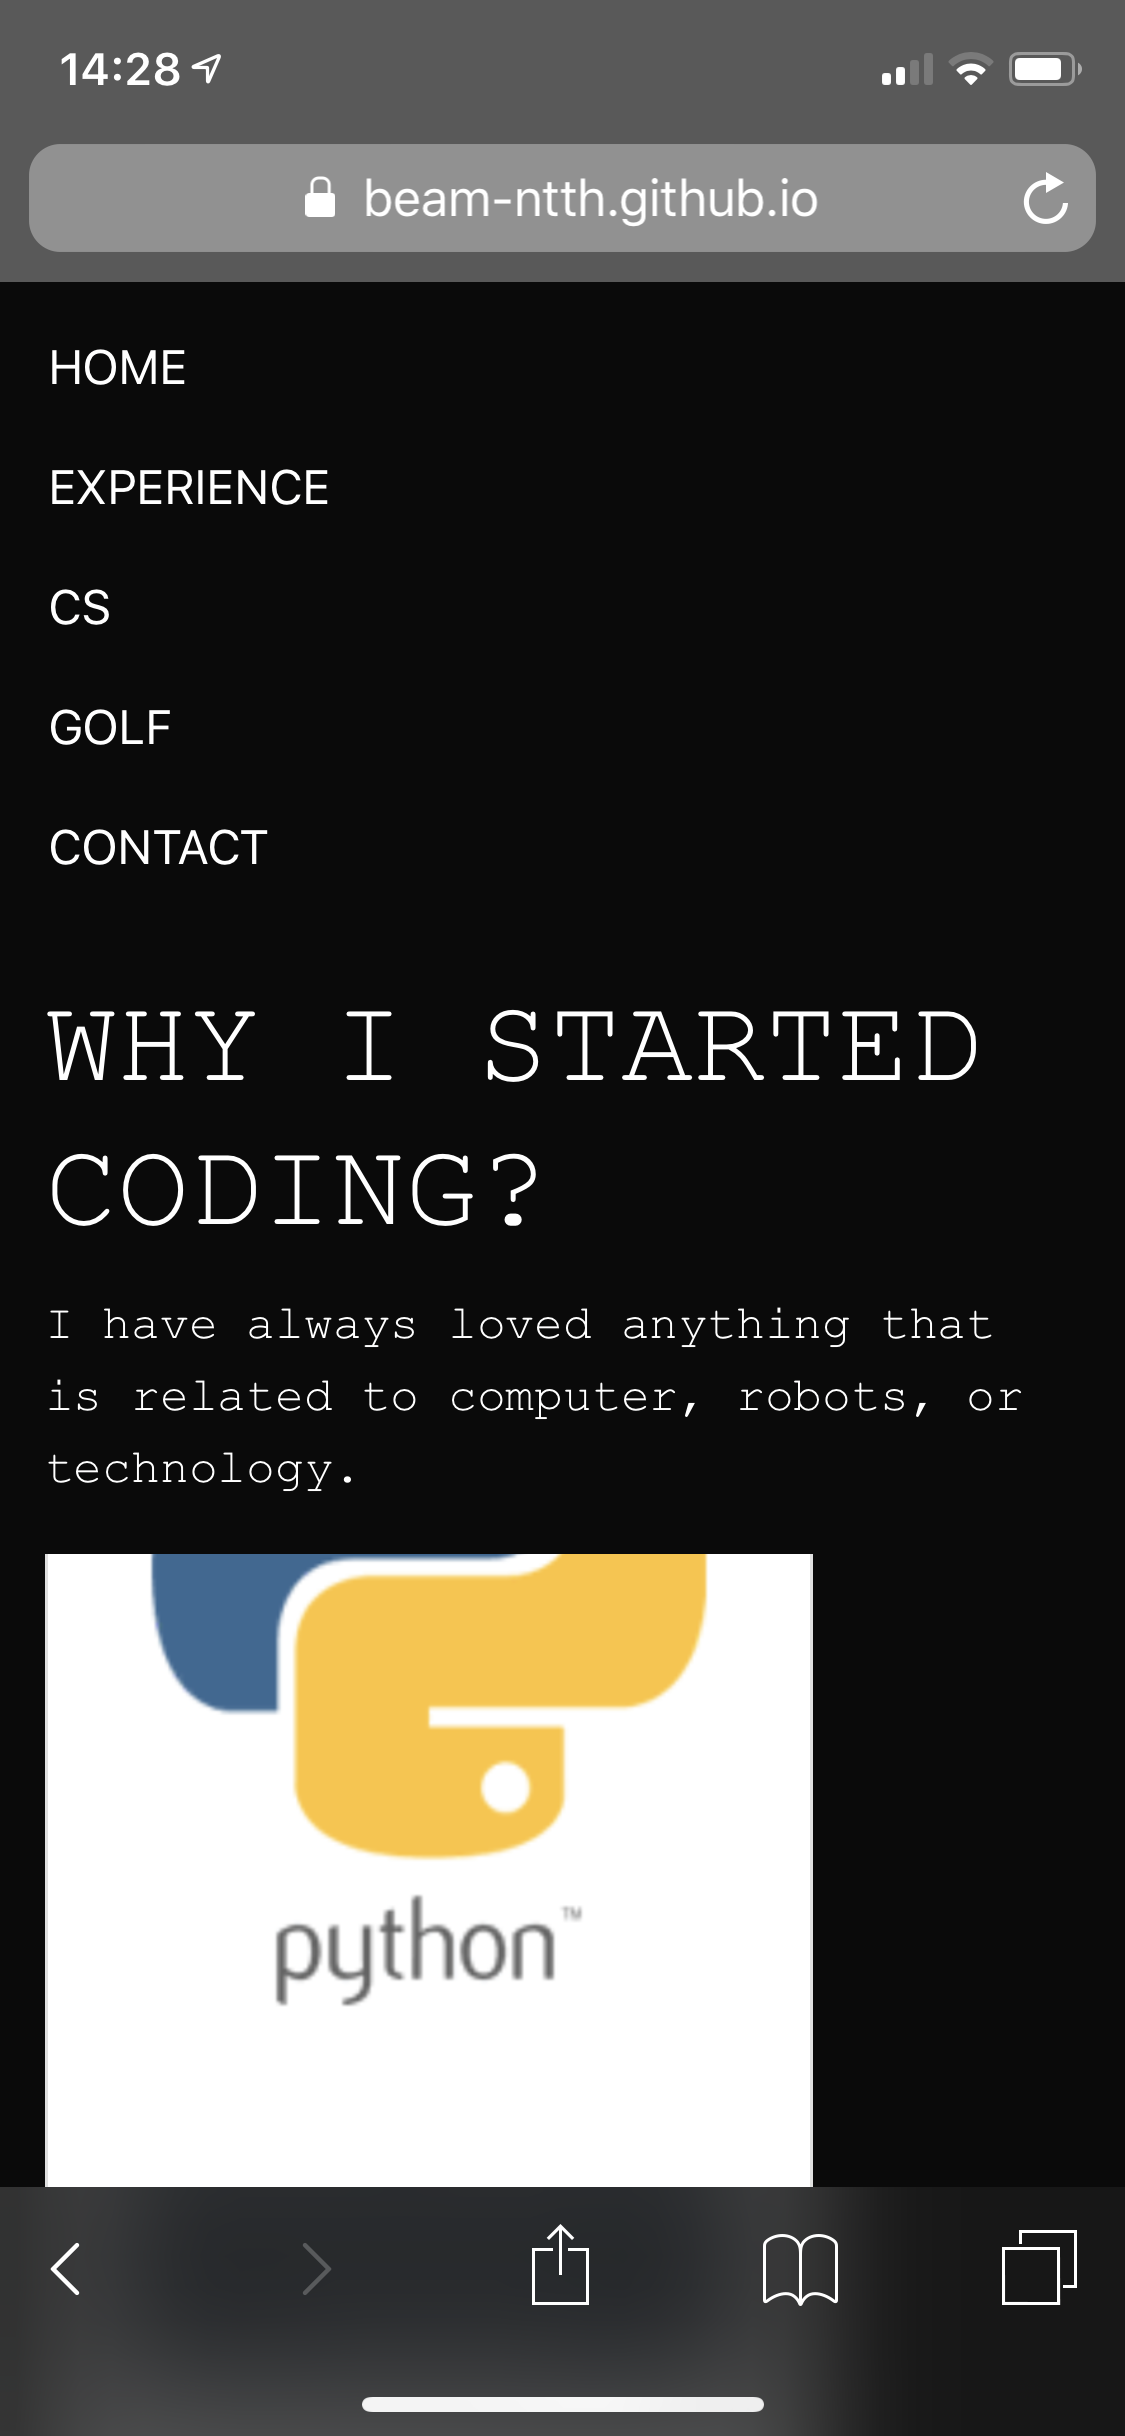 14:28
beam-ntth.github.io
HOME
EXPERIENCE
CS
GOLF
CONTACT
WHY I STARTED
CODING?
I have always loved anything that
is related to computer, robots, or
technology.
python™